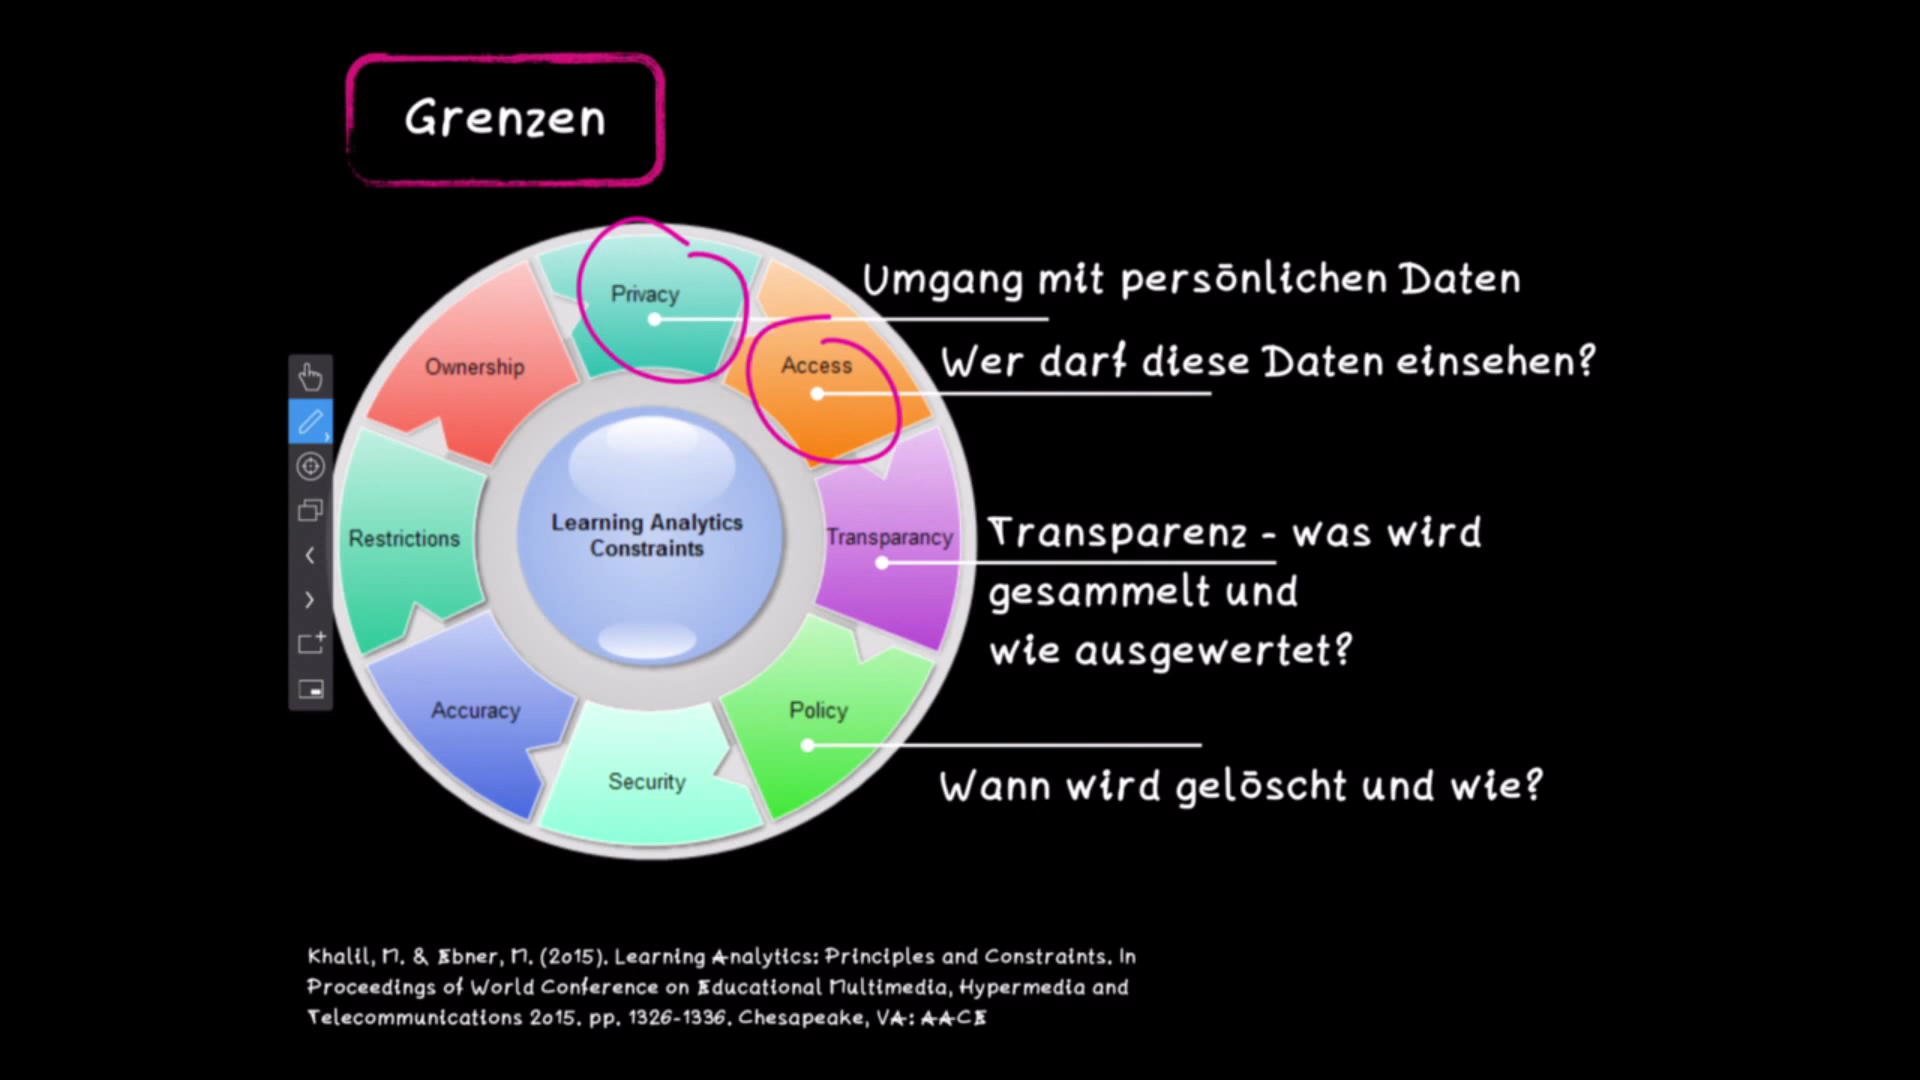 Grenzen
Privacy
Umgang mit persönlichen Daten
Access
Wer darf diese Daten einsehen?
Ownership
Restrictions
Learning Analytics
Constraints
Transparancy
Transparenz - was wird
gesammelt und
wie ausgewertet?
Accuracy
Policy
Security
Wann wird gelöscht und wie?
Khalil, M. & Ebner, M. (2015). Learning Analytics: Principles and Constraints. In
Proceedings of World Conference on Educational Multimedia, Hypermedia and
Telecommunications 2015. pp. 1326-1336. Chesapeake, VA: AACE